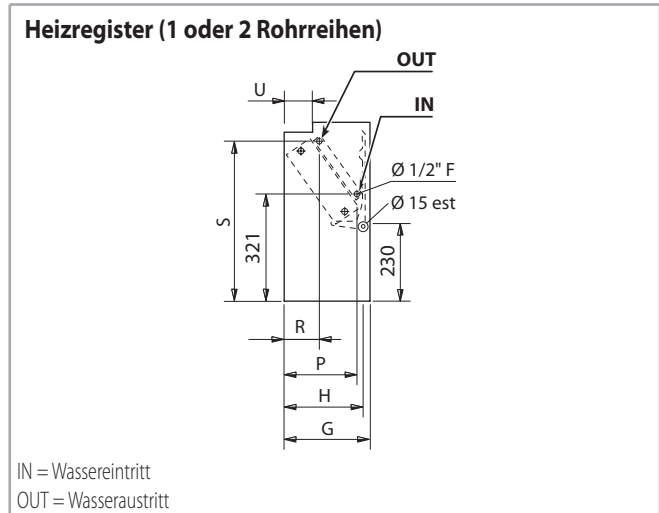 Heizregister (1 oder 2 Rohrreihen)
OUT
U
IN
Ø 1/2" F
Ø 15 est
S
321
230
R
P
H
G
IN = Wassereintritt
OUT = Wasseraustritt